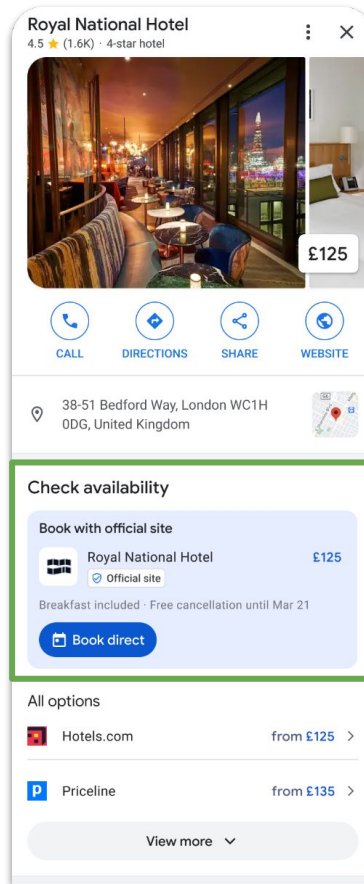 Royal National Hotel
4.5 ★ (1.6K) · 4-star hotel
£125
CALL
DIRECTIONS
SHARE
WEBSITE
38-51 Bedford Way, London WC1H
0DG, United Kingdom
Check availability
Book with official site
Royal National Hotel
£125
Official site
Breakfast included · Free cancellation until Mar 21
Book direct
All options
Hotels.com
from £125
Priceline
from £135
View more